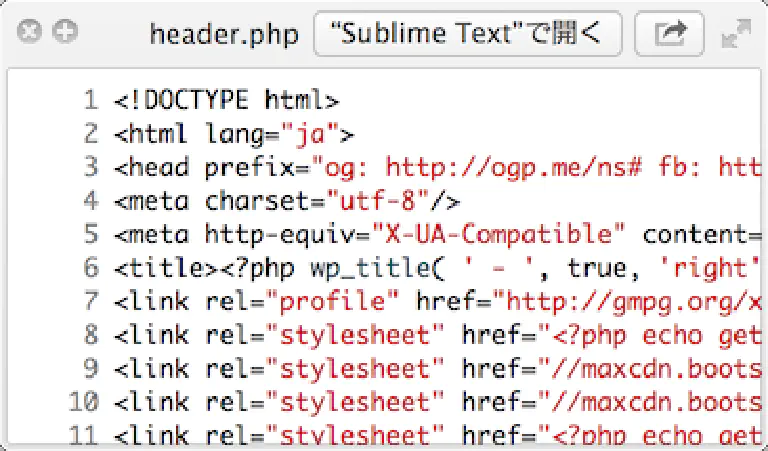 header.php “Sublime Text”で開く
1 <!DOCTYPE html>
2 <html lang="ja">
3 <head prefix="og: http://ogp.me/ns# fb: htt
4 <meta charset="utf-8"/>
5 <meta http-equiv="X-UA-Compatible" content=
6 <title><?php wp_title( ' - ', true, 'right'
7 <link rel="profile" href="http://gmpg.org/x
8 <link rel="stylesheet" href="<?php echo get
9 <link rel="stylesheet" href="//maxcdn.boots
10 <link rel="stylesheet" href="//maxcdn.boots
11 <link rel="stylesheet" href="<?php echo get